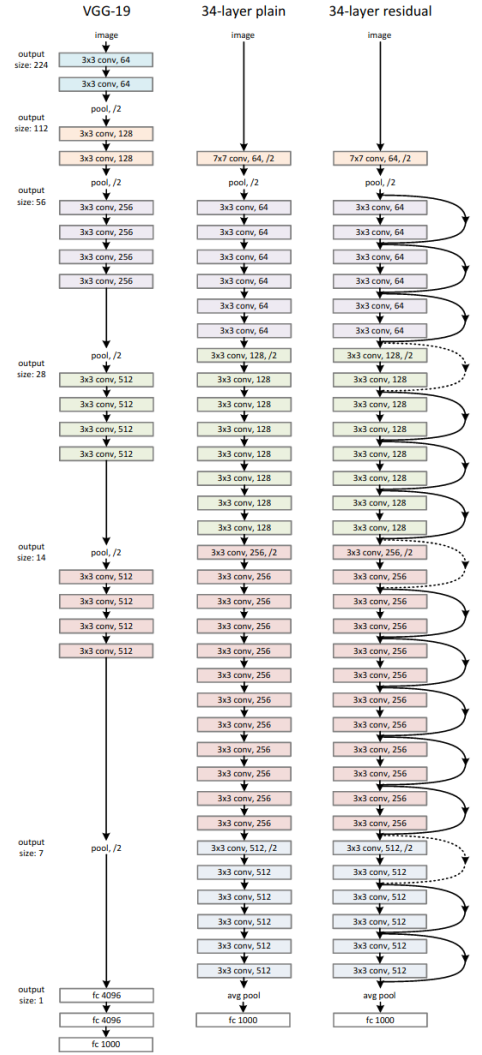 VGG-19
34-layer plain
34-layer residual
output
size: 224
output
size: 112
output
size: 56
output
size: 28
output
size: 14
output
size: 7
output
size: 1
image
3x3 conv, 64
3x3 conv, 64
pool, /2
3x3 conv, 128
3x3 conv, 128
pool, /2
3x3 conv, 256
3x3 conv, 256
3x3 conv, 256
3x3 conv, 256
pool, /2
3x3 conv, 512
3x3 conv, 512
3x3 conv, 512
3x3 conv, 512
pool, /2
3x3 conv, 512
3x3 conv, 512
3x3 conv, 512
3x3 conv, 512
pool, /2
fc 4096
fc 4096
fc 1000
image
7x7 conv, 64, /2
pool, /2
3x3 conv, 64
3x3 conv, 64
3x3 conv, 64
3x3 conv, 64
3x3 conv, 64
3x3 conv, 64
3x3 conv, 128, /2
3x3 conv, 128
3x3 conv, 128
3x3 conv, 128
3x3 conv, 128
3x3 conv, 128
3x3 conv, 128
3x3 conv, 128
3x3 conv, 256, /2
3x3 conv, 256
3x3 conv, 256
3x3 conv, 256
3x3 conv, 256
3x3 conv, 256
3x3 conv, 256
3x3 conv, 256
3x3 conv, 256
3x3 conv, 256
3x3 conv, 256
3x3 conv, 256
3x3 conv, 512, /2
3x3 conv, 512
3x3 conv, 512
3x3 conv, 512
3x3 conv, 512
3x3 conv, 512
avg pool
fc 1000
image
7x7 conv, 64, /2
pool, /2
3x3 conv, 64
3x3 conv, 64
3x3 conv, 64
3x3 conv, 64
3x3 conv, 64
3x3 conv, 64
3x3 conv, 128, /2
3x3 conv, 128
3x3 conv, 128
3x3 conv, 128
3x3 conv, 128
3x3 conv, 128
3x3 conv, 128
3x3 conv, 128
3x3 conv, 256, /2
3x3 conv, 256
3x3 conv, 256
3x3 conv, 256
3x3 conv, 256
3x3 conv, 256
3x3 conv, 256
3x3 conv, 256
3x3 conv, 256
3x3 conv, 256
3x3 conv, 256
3x3 conv, 256
3x3 conv, 512, /2
3x3 conv, 512
3x3 conv, 512
3x3 conv, 512
3x3 conv, 512
3x3 conv, 512
avg pool
fc 1000